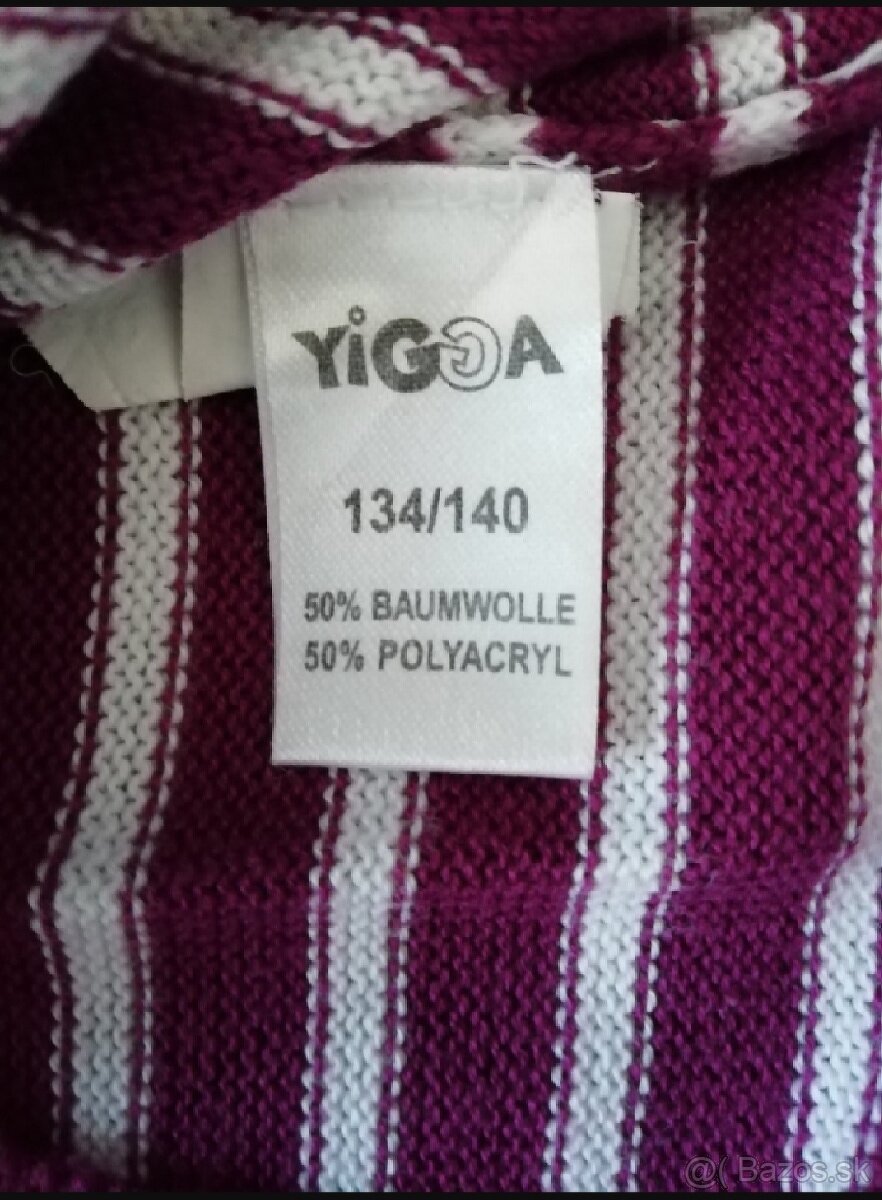 YiGGA
134/140
50% BAUMWOLLE
50% POLYACRYL
@( Bazos.sk